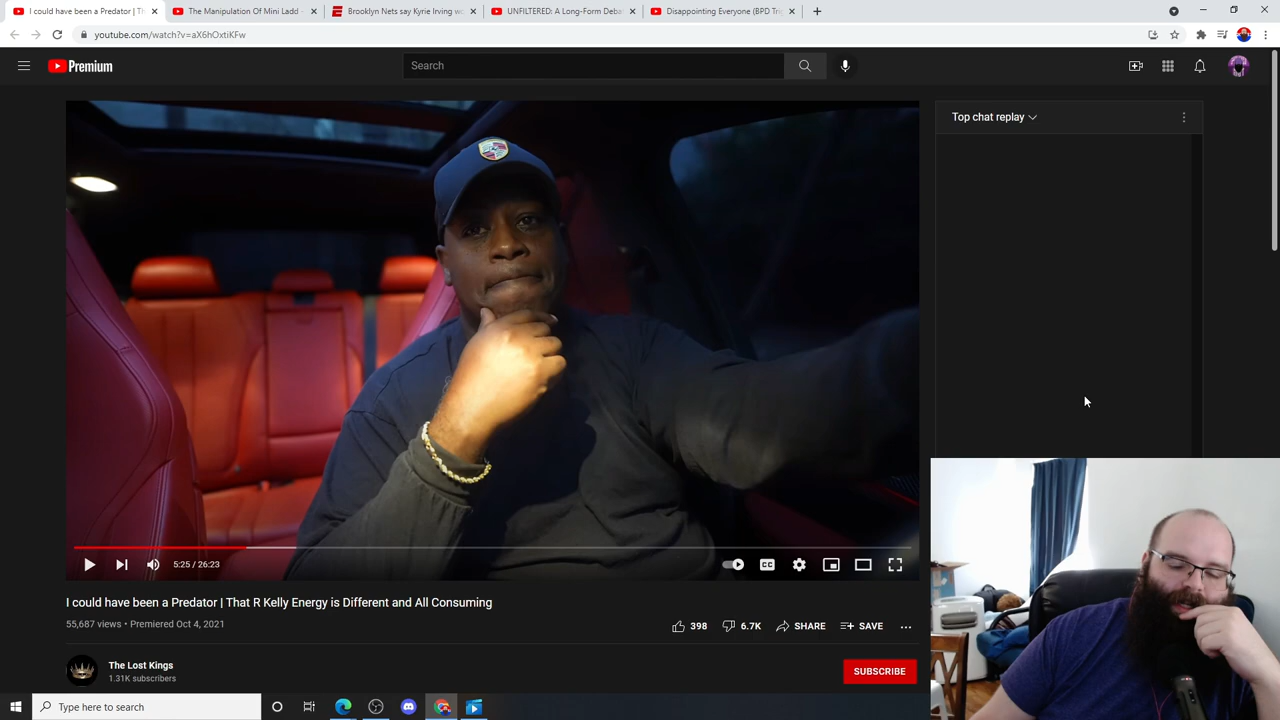 I could have been a Predator | Th
The Manipulation Of Mini Ladd -
Brooklyn Nets say Kyrie Irving wo
UNFILTERED: A Long-Form Deba
Disappointing Everyone (BPD Trig
youtube.com/watch?v=aX6hOxtiKFw
Premium
Search
Top chat replay
5:25 / 26:23
I could have been a Predator | That R Kelly Energy is Different and All Consuming
55,687 views • Premiered Oct 4, 2021
398
6.7K
SHARE
SAVE
The Lost Kings
1.31K subscribers
SUBSCRIBE
Type here to search